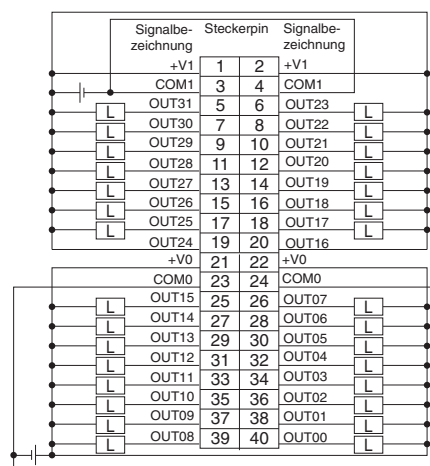 Signalbe-zeichnung Steckerpin Signalbe-zeichnung
+V1 1 2 +V1
COM1 3 4 COM1
L OUT31 5 6 OUT23 L
L OUT30 7 8 OUT22 L
L OUT29 9 10 OUT21 L
L OUT28 11 12 OUT20 L
L OUT27 13 14 OUT19 L
L OUT26 15 16 OUT18 L
L OUT25 17 18 OUT17 L
L OUT24 19 20 OUT16 L
+V0 21 22 +V0
COM0 23 24 COM0
L OUT15 25 26 OUT07 L
L OUT14 27 28 OUT06 L
L OUT13 29 30 OUT05 L
L OUT12 31 32 OUT04 L
L OUT11 33 34 OUT03 L
L OUT10 35 36 OUT02 L
L OUT09 37 38 OUT01 L
L OUT08 39 40 OUT00 L